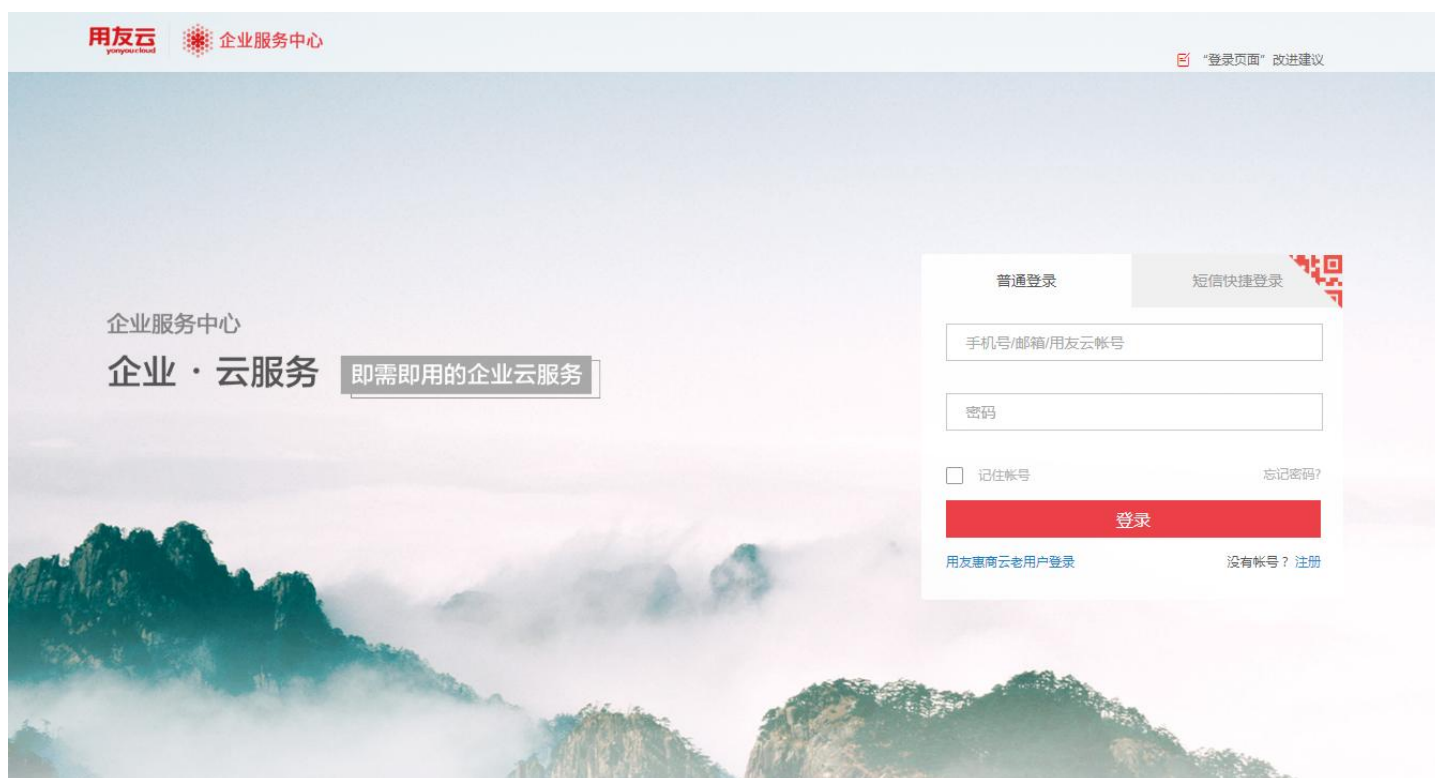 用友云
yonyoucloud
企业服务中心
“登录页面”改进建议
普通登录
短信快捷登录
企业服务中心
企业·云服务
即需即用的企业云服务
手机号/邮箱/用友云帐号
密码
记住帐号
忘记密码?
登录
用友惠商云老用户登录
没有帐号？注册